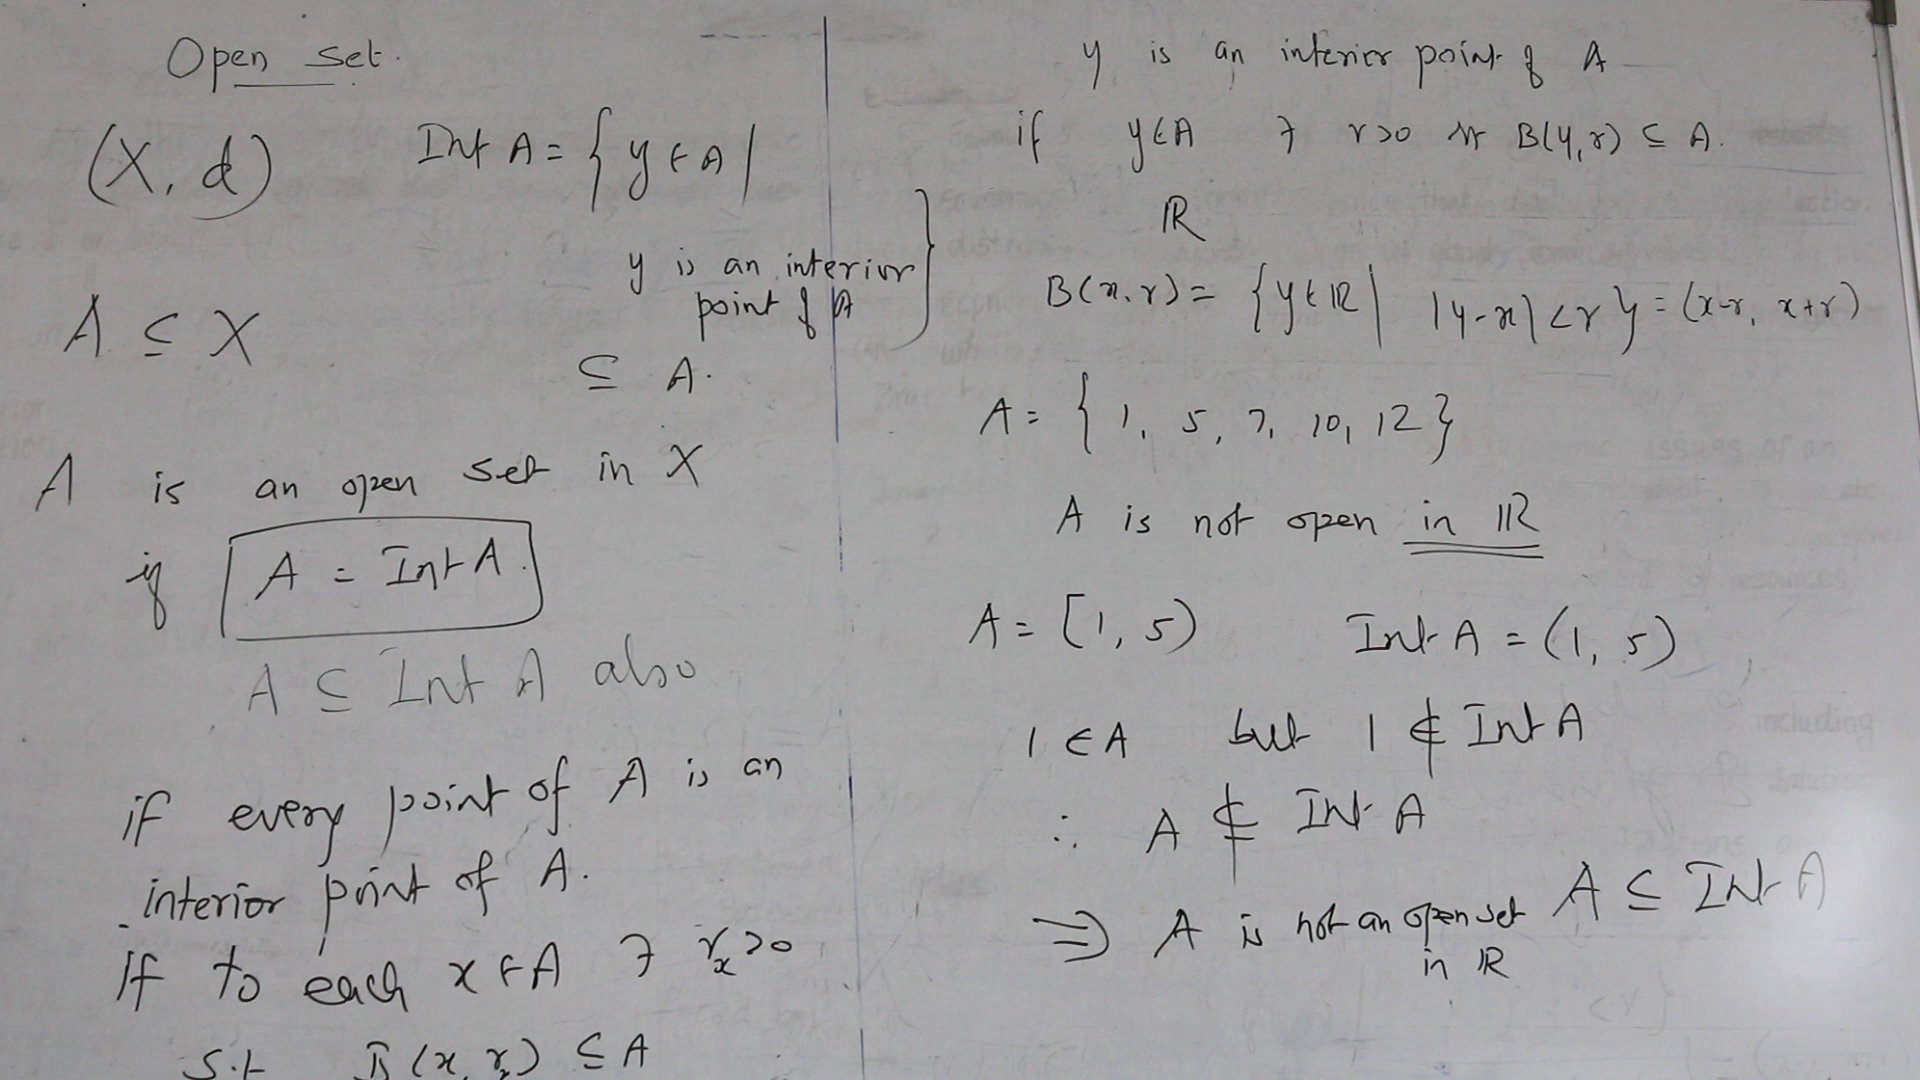 Open set.
(X, d) Int A = { y ∈ A |
y is an interior
point of A }
⊆ A.
A ⊆ X
A is an open set in X
if A = Int A.
A ⊆ Int A also
if every point of A is an
interior point of A.
if to each x ∈ A ∃ rₓ>0
s.t B(x, rₓ) ⊆ A
y is an interior point of A
if y ∈ A ∃ r>0 st B(y, r) ⊆ A.
ℝ
B(x, r) = { y ∈ ℝ | |y-x| < r } = (x-r, x+r)
A = { 1, 5, 7, 10, 12 }
A is not open in ℝ
A = [1, 5) Int A = (1, 5)
1 ∈ A but 1 ∉ Int A
∴ A ⊈ Int A
⇒ A is not an open set A ⊆ Int A
in ℝ